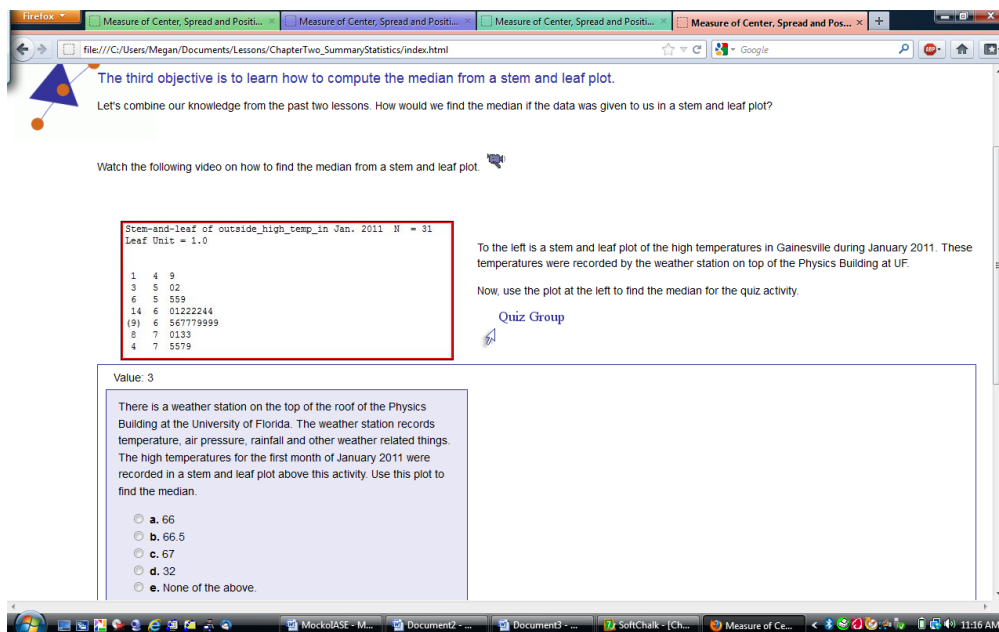 Firefox
Measure of Center, Spread and Positi...
Measure of Center, Spread and Positi...
Measure of Center, Spread and Positi...
Measure of Center, Spread and Pos...
file:///C:/Users/Megan/Documents/Lessons/ChapterTwo_SummaryStatistics/index.html
Google
ABP
The third objective is to learn how to compute the median from a stem and leaf plot.
Let's combine our knowledge from the past two lessons. How would we find the median if the data was given to us in a stem and leaf plot?
Watch the following video on how to find the median from a stem and leaf plot.
Stem-and-leaf of outside_high_temp_in Jan. 2011 N = 31
Leaf Unit = 1.0
1 4 9
3 5 02
6 5 559
14 6 01222244
(9) 6 567779999
8 7 0133
4 7 5579
To the left is a stem and leaf plot of the high temperatures in Gainesville during January 2011. These
temperatures were recorded by the weather station on top of the Physics Building at UF.
Now, use the plot at the left to find the median for the quiz activity.
Quiz Group
Value: 3
There is a weather station on the top of the roof of the Physics
Building at the University of Florida. The weather station records
temperature, air pressure, rainfall and other weather related things.
The high temperatures for the first month of January 2011 were
recorded in a stem and leaf plot above this activity. Use this plot to
find the median.
a. 66
b. 66.5
c. 67
d. 32
e. None of the above.
MockoIASE - M...
Document2 - ...
Document3 - ...
SoftChalk - [Ch...
Measure of Ce...
11:16 AM